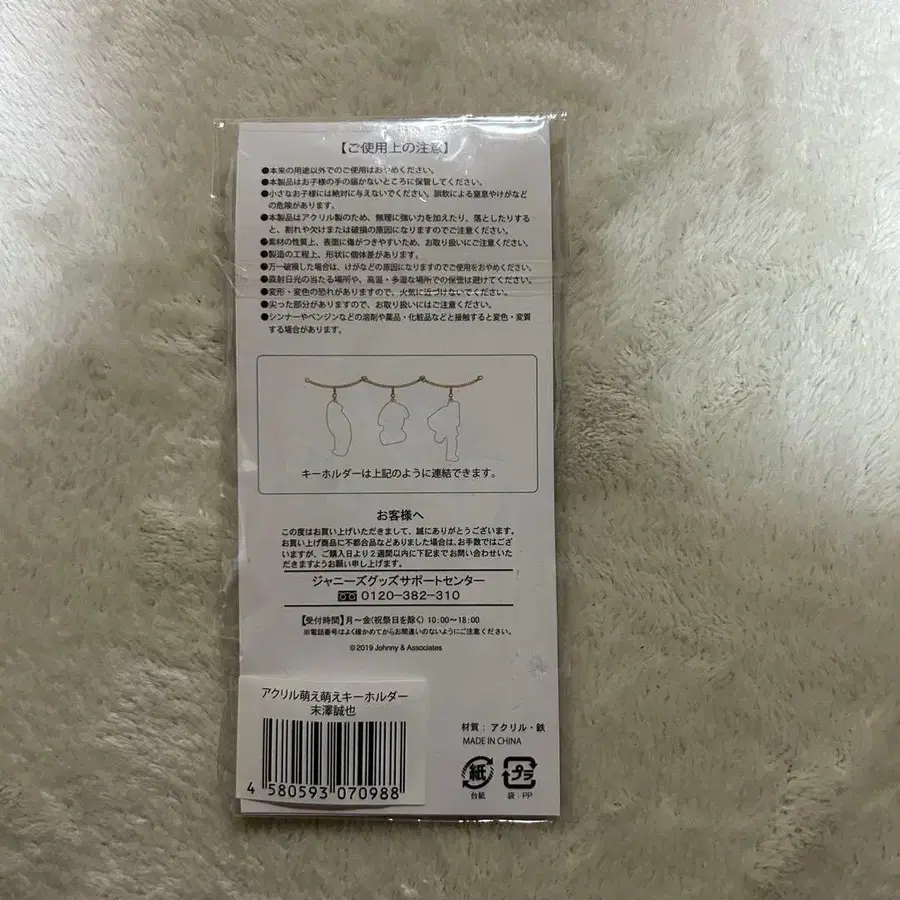 【ご使用上の注意】
●本来の用途以外でのご使用はおやめください。
●本製品はお子様の手の届かないところに保管してください。
●小さなお子様には絶対に与えないでください。誤飲による窒息やけがなど
の危険があります。
●本製品はアクリル製のため、無理に強い力を加えたり、落としたりする
と、割れや欠けまたは破損の原因になりますのでご注意ください。
●素材の性質上、表面に傷がつきやすいため、お取り扱いにご注意ください。
●製造の工程上、形状に個体差があります。
●万一破損した場合は、けがなどの原因になりますのでご使用をおやめください。
●直射日光の当たる場所や、高温・多湿な場所での保管は避けてください。
●変形・変色の恐れがありますので、火気に近づけないでください。
●尖った部分がありますので、お取り扱いにはご注意ください。
●シンナーやベンジンなどの溶剤や薬品・化粧品などと接触すると変色・変質
する場合があります。
キーホルダーは上記のように連結できます。
お客様へ
この度はお買い上げいただきまして、誠にありがとうございます。
お買い上げ商品に不都合品などありました場合は、お手数ではござ
いますが、ご購入日より2週間以内に下記までお問い合わせいた
だきますようお願い申し上げます。
ジャニーズグッズサポートセンター
0120-382-310
【受付時間】月～金(祝祭日を除く) 10:00～18:00
※電話番号はよく確かめてからお間違いのないようにご注意ください。
©2019 Johnny & Associates
アクリル萌え萌えキーホルダー
末澤誠也
4 580593 070988
材質：アクリル・鉄
MADE IN CHINA
紙
台紙
プラ
袋：PP